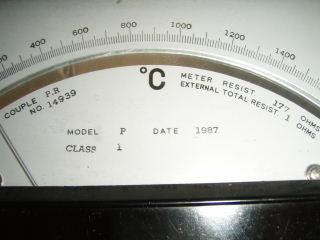 400 600 800 1000 1200 1400
°C
COUPLE P.R
NO. 14939
METER RESIST. 177 OHMS
EXTERNAL TOTAL RESIST. 1 OHMS
MODEL P DATE 1987
CLASS 1